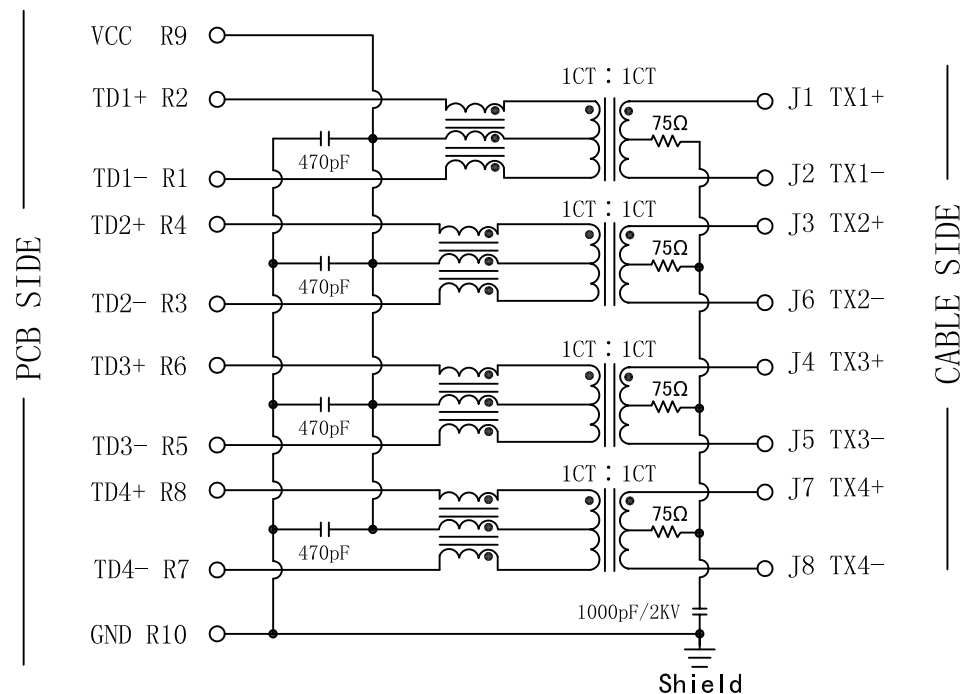 VCC R9
1CT : 1CT
TD1+ R2
J1 TX1+
75Ω
470pF
TD1- R1
J2 TX1-
1CT : 1CT
TD2+ R4
J3 TX2+
75Ω
470pF
TD2- R3
J6 TX2-
PCB SIDE
CABLE SIDE
1CT : 1CT
TD3+ R6
J4 TX3+
75Ω
470pF
TD3- R5
J5 TX3-
1CT : 1CT
TD4+ R8
J7 TX4+
75Ω
470pF
TD4- R7
J8 TX4-
1000pF/2KV
GND R10
Shield